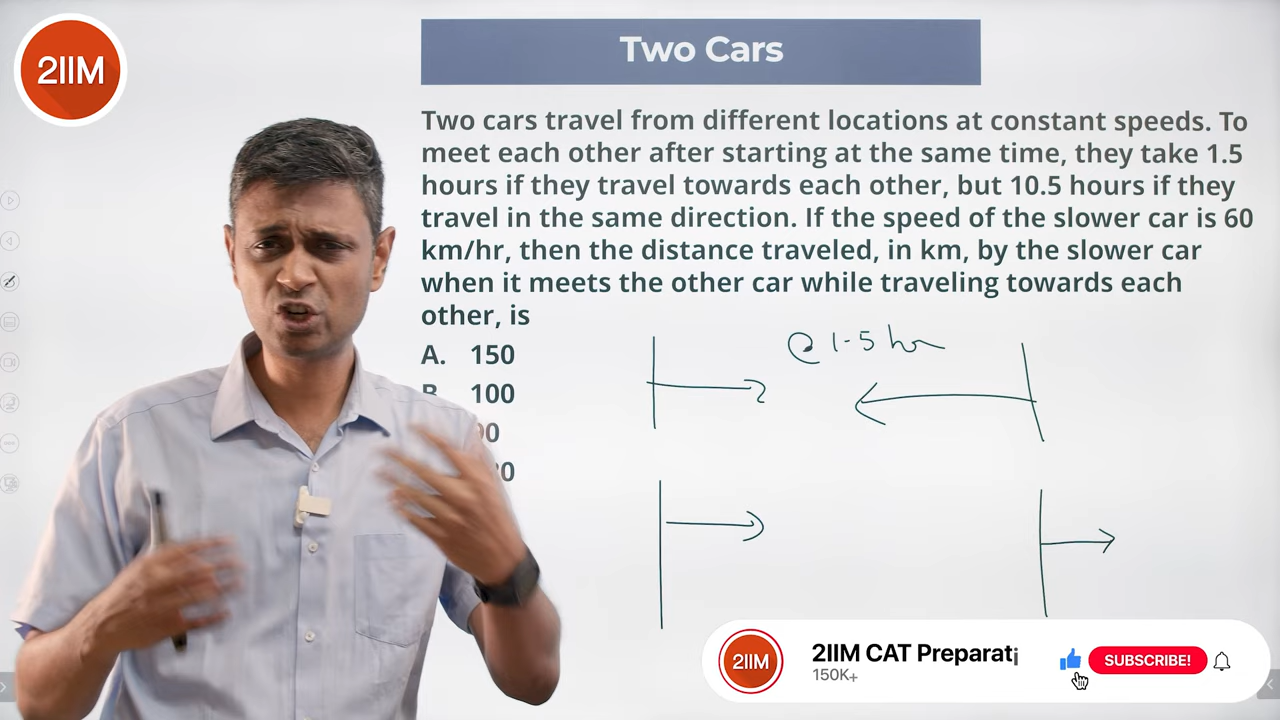 2IIM
Two Cars
Two cars travel from different locations at constant speeds. To
meet each other after starting at the same time, they take 1.5
hours if they travel towards each other, but 10.5 hours if they
travel in the same direction. If the speed of the slower car is 60
km/hr, then the distance traveled, in km, by the slower car
when it meets the other car while traveling towards each
other, is
A. 150
B. 100
@ 1.5 hr
2IIM
2IIM CAT Preparati
150K+
SUBSCRIBE!